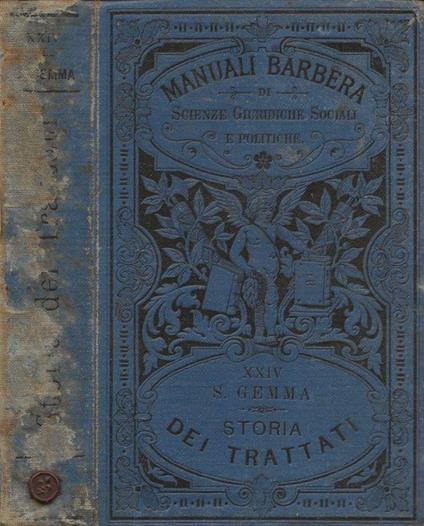 XXIV
GEMMA
MANUALI BARBERA
DI
SCIENZE GIURIDICHE SOCIALI
E POLITICHE.
XXIV
S. GEMMA
STORIA
DEI TRATTATI